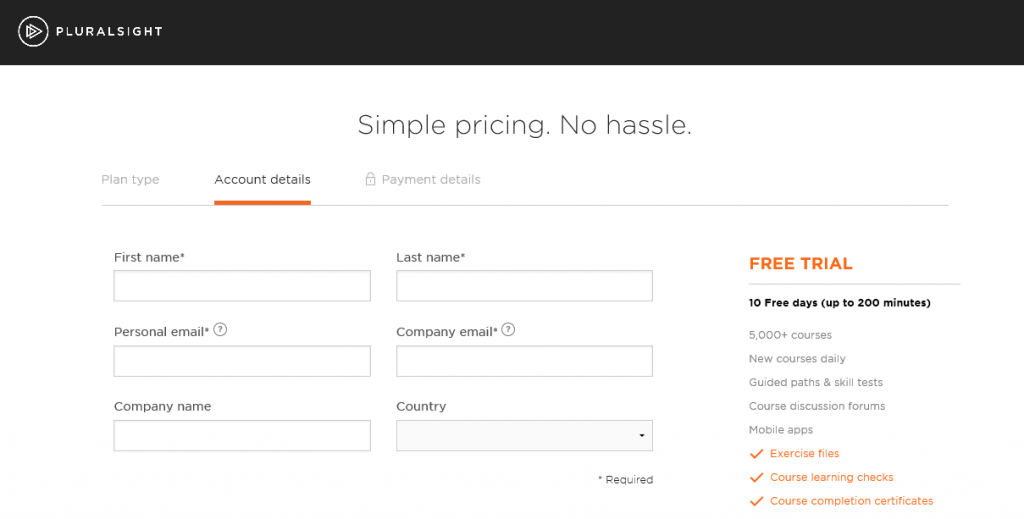 PLURALSIGHT
Simple pricing. No hassle.
Plan type Account details Payment details
First name* Last name*
Personal email* ? Company email* ?
Company name Country
* Required
FREE TRIAL
10 Free days (up to 200 minutes)
5,000+ courses
New courses daily
Guided paths & skill tests
Course discussion forums
Mobile apps
Exercise files
Course learning checks
Course completion certificates